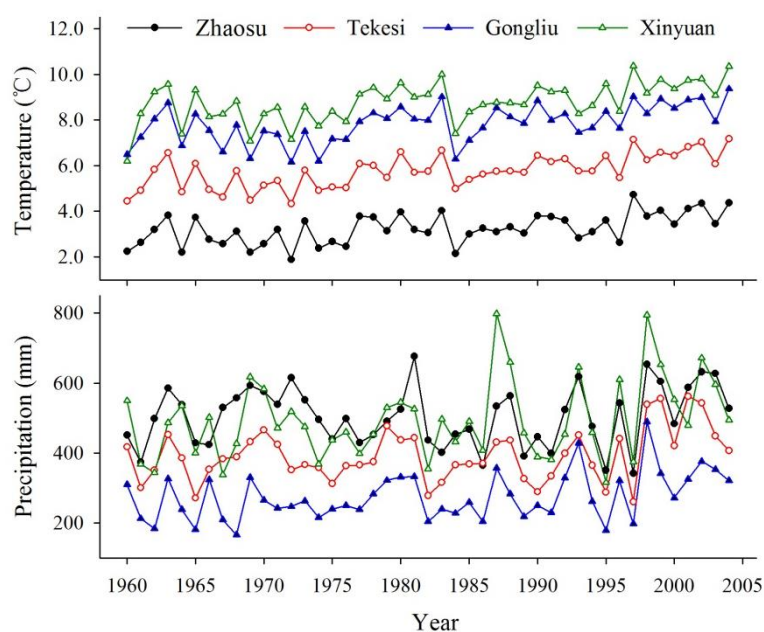 Zhaosu Tekesi Gongliu Xinyuan
Temperature (℃)
12.0
10.0
8.0
6.0
4.0
2.0
Precipitation (mm)
800
600
400
200
1960 1965 1970 1975 1980 1985 1990 1995 2000 2005
Year